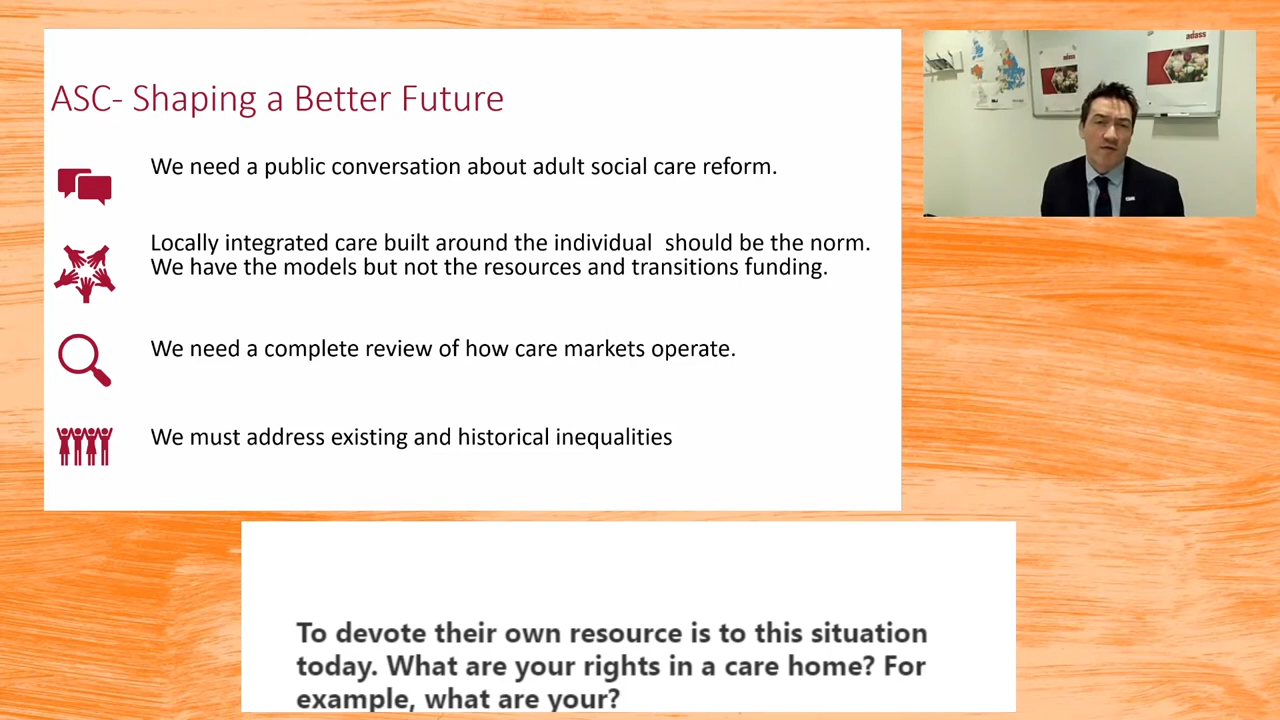 ASC- Shaping a Better Future
We need a public conversation about adult social care reform.
Locally integrated care built around the individual  should be the norm.
We have the models but not the resources and transitions funding.
We need a complete review of how care markets operate.
We must address existing and historical inequalities
adass
adass
To devote their own resource is to this situation
today. What are your rights in a care home? For
example, what are your?